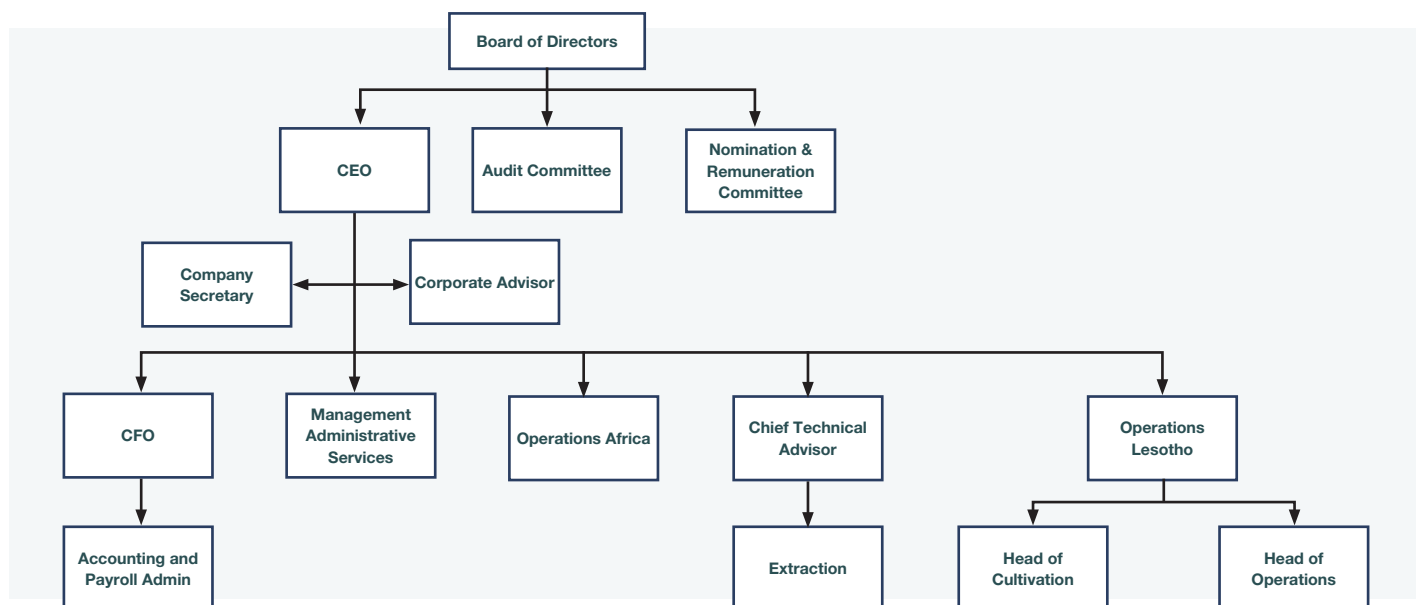 Board of Directors
CEO
Audit Committee
Nomination &
Remuneration
Committee
Company
Secretary
Corporate Advisor
CFO
Management
Administrative
Services
Operations Africa
Chief Technical
Advisor
Operations
Lesotho
Accounting and
Payroll Admin
Extraction
Head of
Cultivation
Head of
Operations